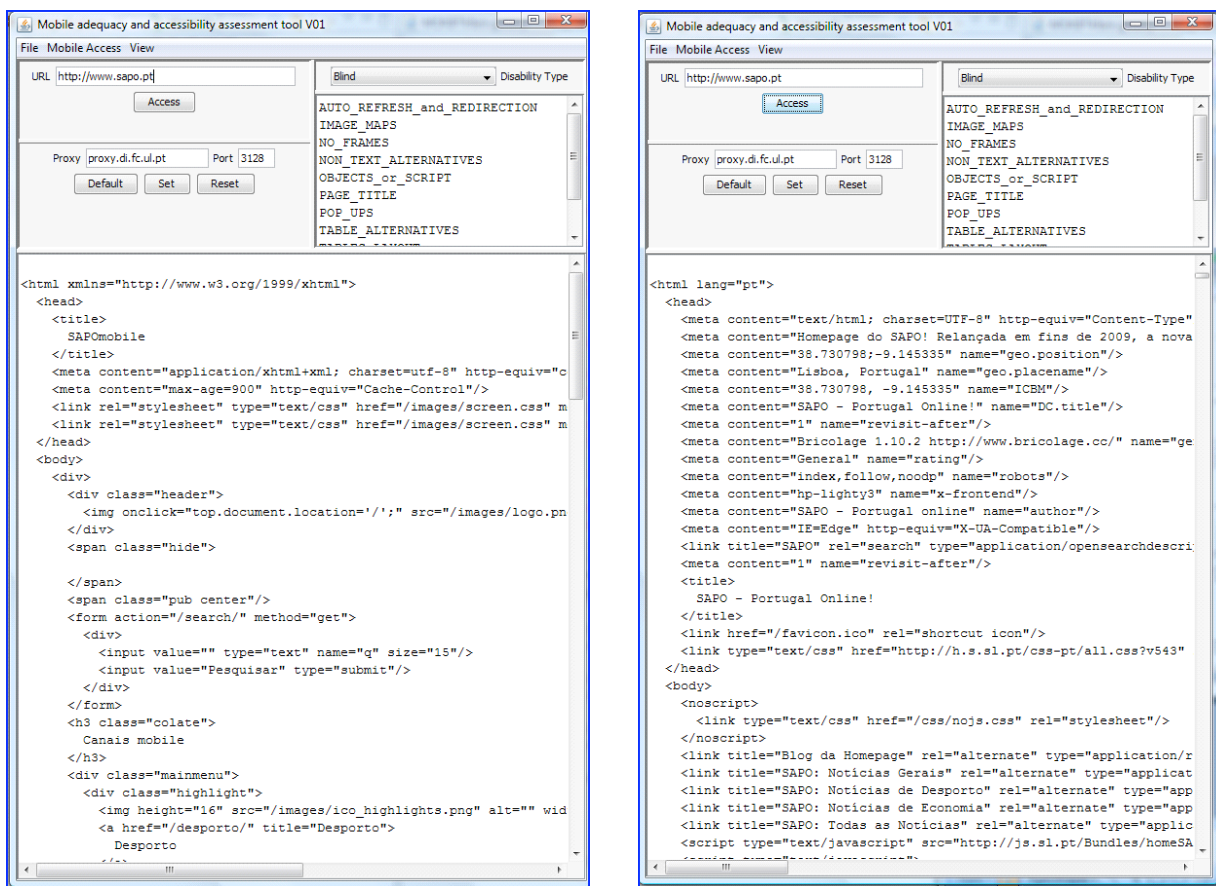 Mobile adequacy and accessibility assessment tool V01
File Mobile Access View
URL http://www.sapo.pt
Access
Blind
Disability Type
Proxy proxy.di.fc.ul.pt Port 3128
Default Set Reset
AUTO_REFRESH_and_REDIRECTION
IMAGE_MAPS
NO_FRAMES
NON_TEXT_ALTERNATIVES
OBJECTS_or_SCRIPT
PAGE_TITLE
POP_UPS
TABLE_ALTERNATIVES
<html xmlns="http://www.w3.org/1999/xhtml">
<head>
<title>
SAPOmobile
</title>
<meta content="application/xhtml+xml; charset=utf-8" http-equiv="c
<meta content="max-age=900" http-equiv="Cache-Control"/>
<link rel="stylesheet" type="text/css" href="/images/screen.css" m
<link rel="stylesheet" type="text/css" href="/images/screen.css" m
</head>
<body>
<div>
<div class="header">
<img onclick="top.document.location='/';" src="/images/logo.pn
</div>
<span class="hide">
</span>
<span class="pub center"/>
<form action="/search/" method="get">
<div>
<input value="" type="text" name="q" size="15"/>
<input value="Pesquisar" type="submit"/>
</div>
</form>
<h3 class="colate">
Canais mobile
</h3>
<div class="mainmenu">
<div class="highlight">
<img height="16" src="/images/ico_highlights.png" alt="" wid
<a href="/desporto/" title="Desporto">
Desporto
Mobile adequacy and accessibility assessment tool V01
File Mobile Access View
URL http://www.sapo.pt
Access
Blind
Disability Type
Proxy proxy.di.fc.ul.pt Port 3128
Default Set Reset
AUTO_REFRESH_and_REDIRECTION
IMAGE_MAPS
NO_FRAMES
NON_TEXT_ALTERNATIVES
OBJECTS_or_SCRIPT
PAGE_TITLE
POP_UPS
TABLE_ALTERNATIVES
<html lang="pt">
<head>
<meta content="text/html; charset=UTF-8" http-equiv="Content-Type"
<meta content="Homepage do SAPO! Relançada em fins de 2009, a nova
<meta content="38.730798;-9.145335" name="geo.position"/>
<meta content="Lisboa, Portugal" name="geo.placename"/>
<meta content="38.730798, -9.145335" name="ICBM"/>
<meta content="SAPO - Portugal Online!" name="DC.title"/>
<meta content="1" name="revisit-after"/>
<meta content="Bricolage 1.10.2 http://www.bricolage.cc/" name="ge
<meta content="General" name="rating"/>
<meta content="index,follow,noodp" name="robots"/>
<meta content="hp-lighty3" name="x-frontend"/>
<meta content="SAPO - Portugal online" name="author"/>
<meta content="IE=Edge" http-equiv="X-UA-Compatible"/>
<link title="SAPO" rel="search" type="application/opensearchdescri
<meta content="1" name="revisit-after"/>
<title>
SAPO - Portugal Online!
</title>
<link href="/favicon.ico" rel="shortcut icon"/>
<link type="text/css" href="http://h.s.sl.pt/css-pt/all.css?v543"
</head>
<body>
<noscript>
<link type="text/css" href="/css/nojs.css" rel="stylesheet"/>
</noscript>
<link title="Blog da Homepage" rel="alternate" type="application/r
<link title="SAPO: Notícias Gerais" rel="alternate" type="applicat
<link title="SAPO: Notícias de Desporto" rel="alternate" type="app
<link title="SAPO: Notícias de Economia" rel="alternate" type="app
<link title="SAPO: Todas as Notícias" rel="alternate" type="applic
<script type="text/javascript" src="http://js.sl.pt/Bundles/homeSA